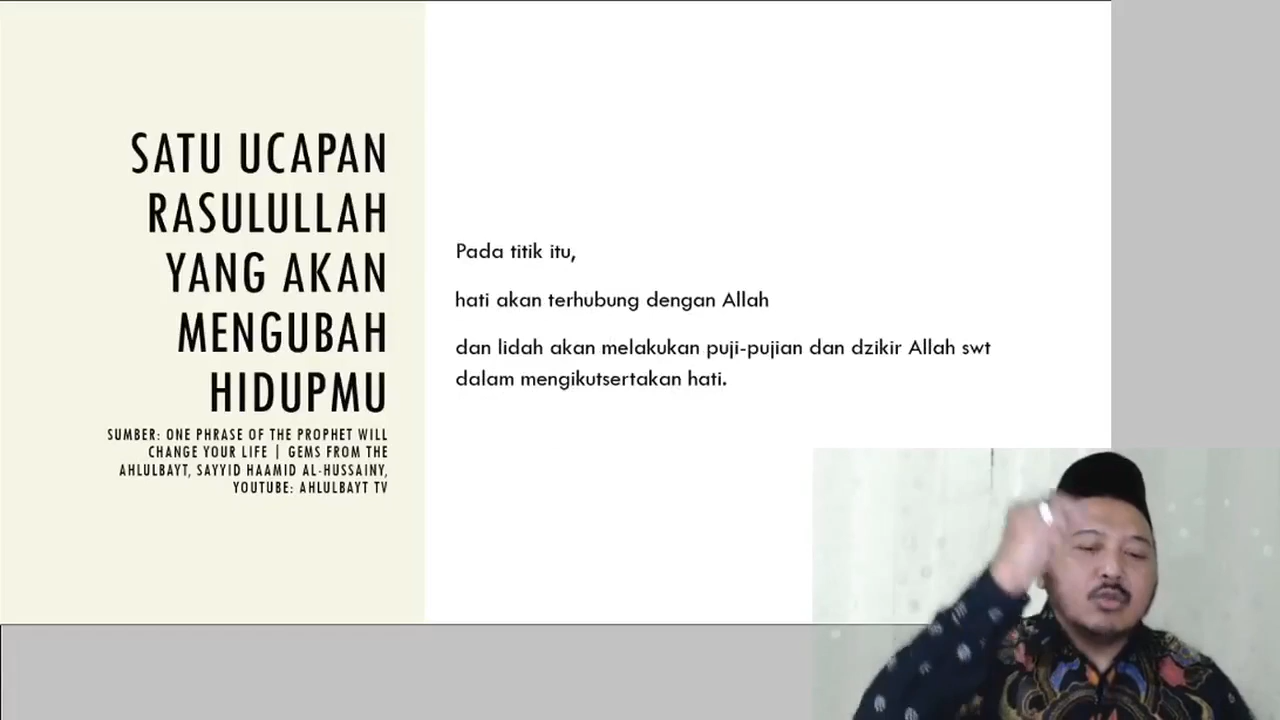 SATU UCAPAN
RASULULLAH
YANG AKAN
MENGUBAH
HIDUPMU
SUMBER: ONE PHRASE OF THE PROPHET WILL
CHANGE YOUR LIFE | GEMS FROM THE
AHLULBAYT, SAYYID HAAMID AL-HUSSAINY,
YOUTUBE: AHLULBAYT TV
Pada titik itu,
hati akan terhubung dengan Allah
dan lidah akan melakukan puji-pujian dan dzikir Allah swt
dalam mengikutsertakan hati.